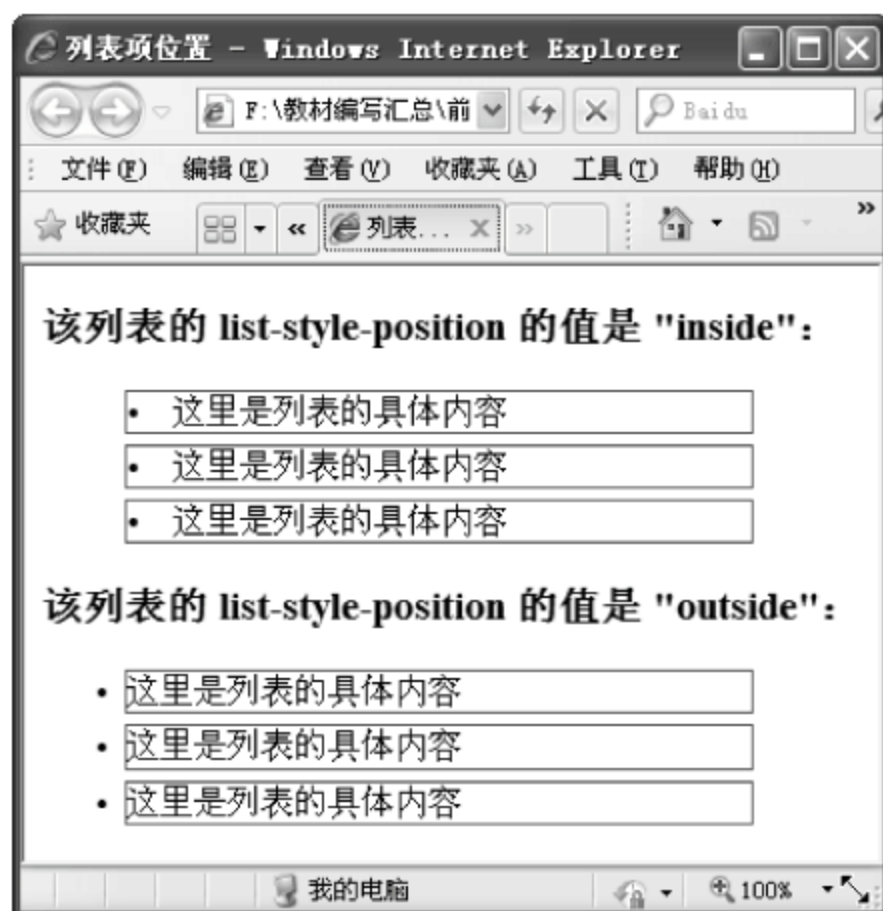 列表项位置 - Windows Internet Explorer
F:\教材编写汇总\前
Baidu
文件(F) 编辑(E) 查看(V) 收藏夹(A) 工具(T) 帮助(H)
收藏夹
列表...
该列表的 list-style-position 的值是 "inside"：
• 这里是列表的具体内容
• 这里是列表的具体内容
• 这里是列表的具体内容
该列表的 list-style-position 的值是 "outside"：
• 这里是列表的具体内容
• 这里是列表的具体内容
• 这里是列表的具体内容
我的电脑
100%